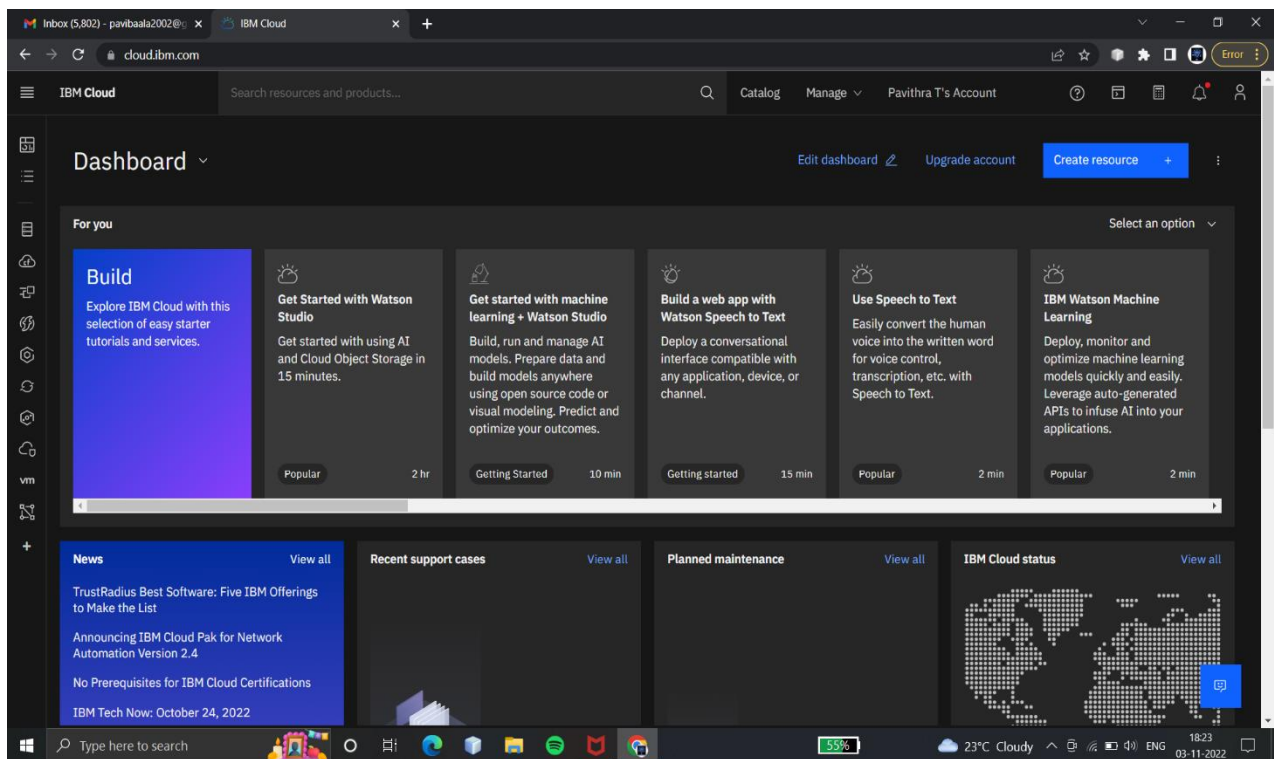 Inbox (5,802) - pavibaala2002@g
IBM Cloud
cloud.ibm.com
Error
IBM Cloud
Search resources and products...
Catalog
Manage
Pavithra T's Account
Dashboard
Edit dashboard
Upgrade account
Create resource +
For you
Select an option
Build
Explore IBM Cloud with this
selection of easy starter
tutorials and services.
Get Started with Watson
Studio
Get started with using AI
and Cloud Object Storage in
15 minutes.
Popular
2 hr
Get started with machine
learning + Watson Studio
Build, run and manage AI
models. Prepare data and
build models anywhere
using open source code or
visual modeling. Predict and
optimize your outcomes.
Getting Started
10 min
Build a web app with
Watson Speech to Text
Deploy a conversational
interface compatible with
any application, device, or
channel.
Getting started
15 min
Use Speech to Text
Easily convert the human
voice into the written word
for voice control,
transcription, etc. with
Speech to Text.
Popular
2 min
IBM Watson Machine
Learning
Deploy, monitor and
optimize machine learning
models quickly and easily.
Leverage auto-generated
APIs to infuse AI into your
applications.
Popular
2 min
vm
News
View all
TrustRadius Best Software: Five IBM Offerings
to Make the List
Announcing IBM Cloud Pak for Network
Automation Version 2.4
No Prerequisites for IBM Cloud Certifications
IBM Tech Now: October 24, 2022
Recent support cases
View all
Planned maintenance
View all
IBM Cloud status
View all
Type here to search
55%
23°C Cloudy
ENG
18:23
03-11-2022